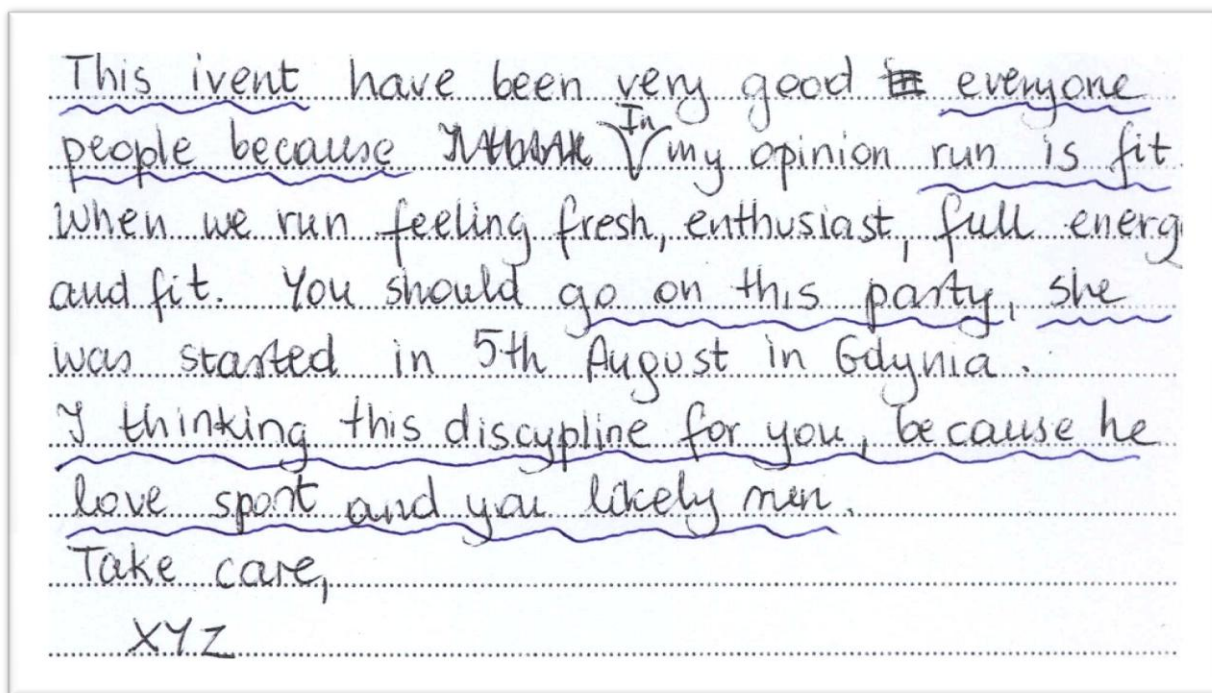 This ivent have been very good everyone
people because In my opinion run is fit
When we run feeling fresh, enthusiast, full energ
and fit. You should go on this party, she
was started in 5th August in Gdynia.
I thinking this discypline for you, because he
love sport and you likely run.
Take care,
XYZ